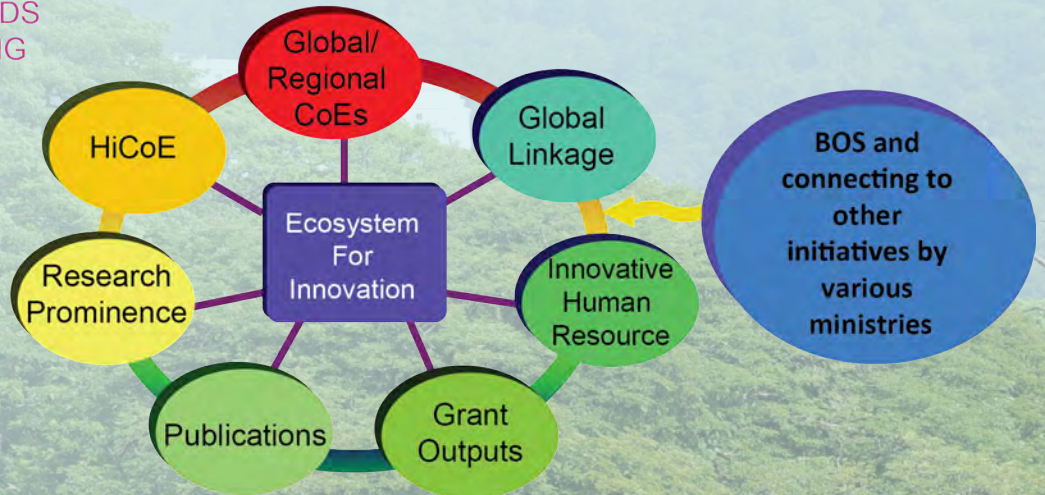 DS
NG
Global/
Regional
CoEs
HiCoE
Global
Linkage
BOS and
connecting to
other
initiatives by
various
ministries
Ecosystem
For
Innovation
Research
Prominence
Innovative
Human
Resource
Publications
Grant
Outputs